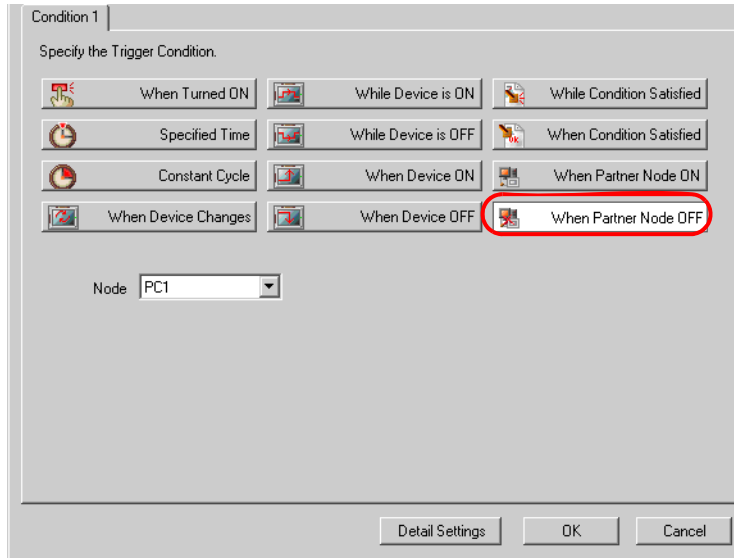 Condition 1
Specify the Trigger Condition.
When Turned ON While Device is ON While Condition Satisfied
Specified Time While Device is OFF When Condition Satisfied
Constant Cycle When Device ON When Partner Node ON
When Device Changes When Device OFF When Partner Node OFF
Node PC1
Detail Settings OK Cancel